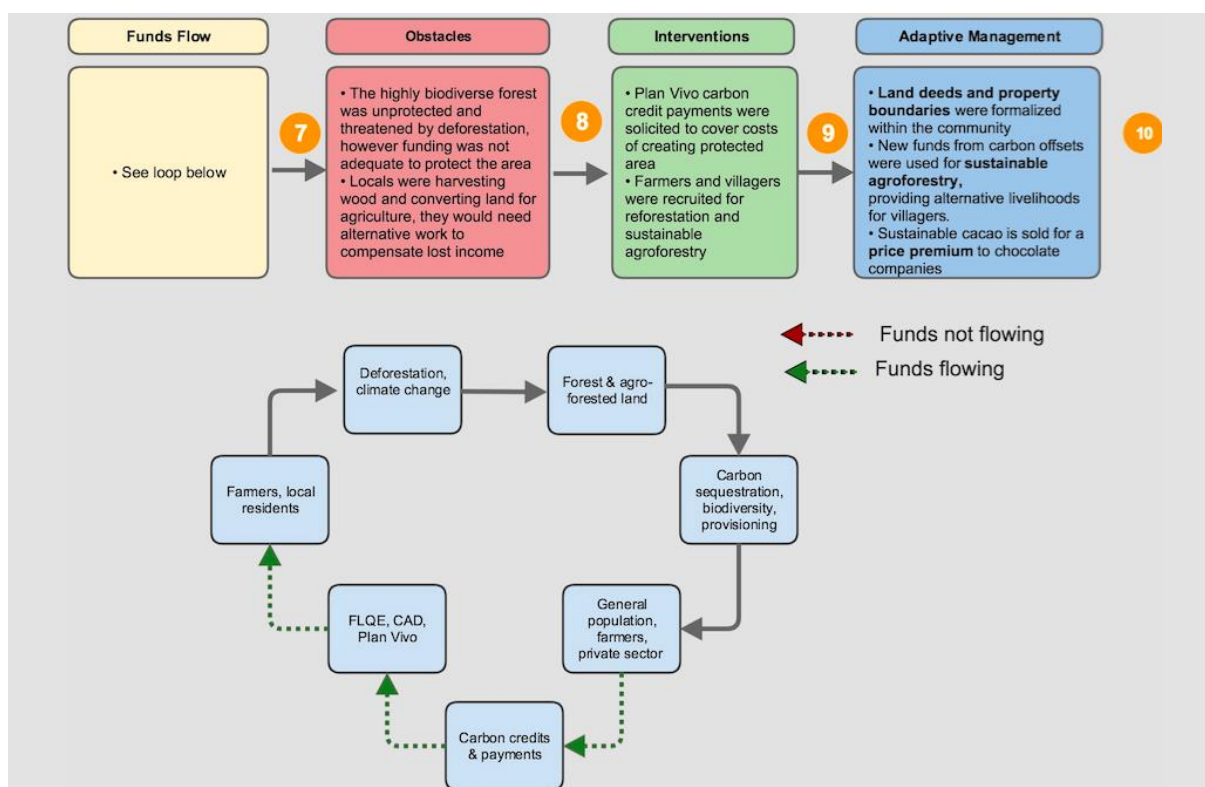 Funds Flow
Obstacles
Interventions
Adaptive Management
• See loop below
7
• The highly biodiverse forest
was unprotected and
threatened by deforestation,
however funding was not
adequate to protect the area
• Locals were harvesting
wood and converting land for
agriculture, they would need
alternative work to
compensate lost income
8
• Plan Vivo carbon
credit payments were
solicited to cover costs
of creating protected
area
• Farmers and villagers
were recruited for
reforestation and
sustainable
agroforestry
9
• Land deeds and property
boundaries were formalized
within the community
• New funds from carbon offsets
were used for sustainable
agroforestry,
providing alternative livelihoods
for villagers.
• Sustainable cacao is sold for a
price premium to chocolate
companies
10
Funds not flowing
Funds flowing
Deforestation,
climate change
Forest & agro-
forested land
Carbon
sequestration,
biodiversity,
provisioning
General
population,
farmers,
private sector
Carbon credits
& payments
FLQE, CAD,
Plan Vivo
Farmers, local
residents